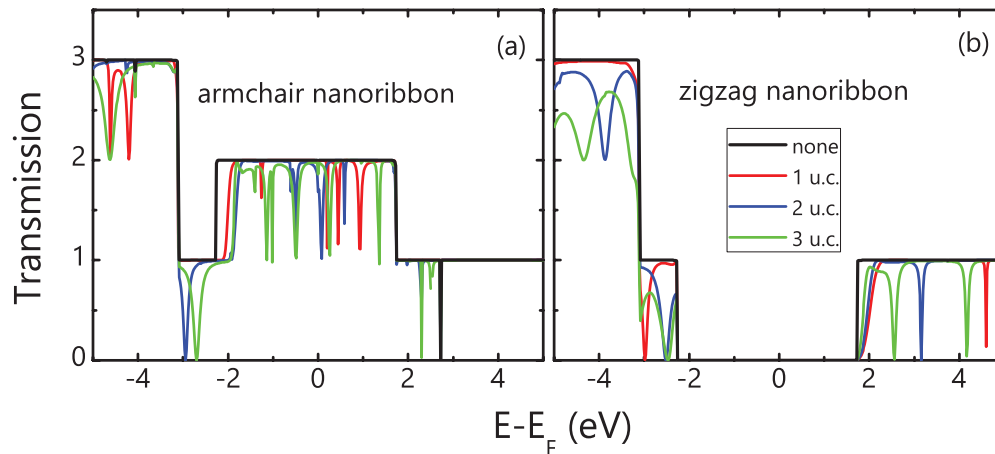 (a)
armchair nanoribbon
(b)
zigzag nanoribbon
none
1 u.c.
2 u.c.
3 u.c.
Transmission
3
2
1
0
-4 -2 0 2 4
-4 -2 0 2 4
E-E_F (eV)